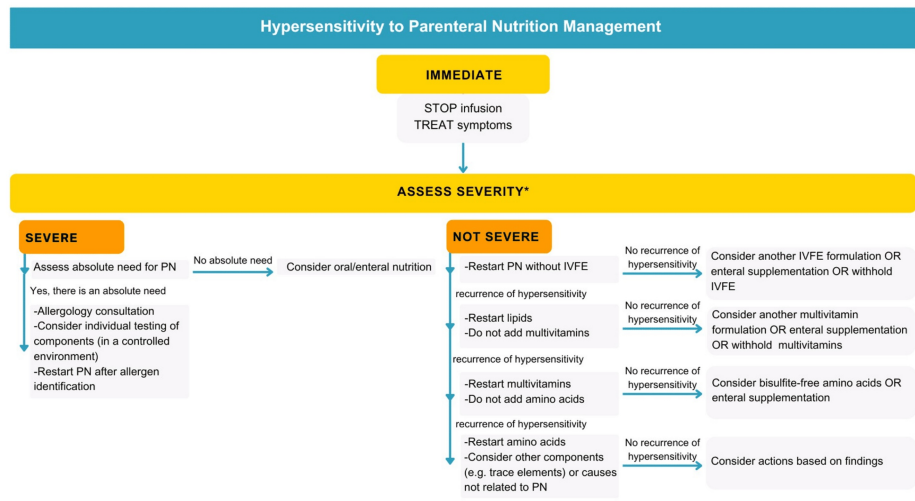 Hypersensitivity to Parenteral Nutrition Management
IMMEDIATE
STOP infusion
TREAT symptoms
ASSESS SEVERITY*
SEVERE
Assess absolute need for PN
No absolute need
Consider oral/enteral nutrition
Yes, there is an absolute need
-Allergology consultation
-Consider individual testing of
components (in a controlled
environment)
-Restart PN after allergen
identification
NOT SEVERE
-Restart PN without IVFE
No recurrence of
hypersensitivity
Consider another IVFE formulation OR
enteral supplementation OR withhold
IVFE
recurrence of hypersensitivity
-Restart lipids
-Do not add multivitamins
No recurrence of
hypersensitivity
Consider another multivitamin
formulation OR enteral supplementation
OR withhold multivitamins
recurrence of hypersensitivity
-Restart multivitamins
-Do not add amino acids
No recurrence of
hypersensitivity
Consider bisulfite-free amino acids OR
enteral supplementation
recurrence of hypersensitivity
-Restart amino acids
-Consider other components
(e.g. trace elements) or causes
not related to PN
No recurrence of
hypersensitivity
Consider actions based on findings